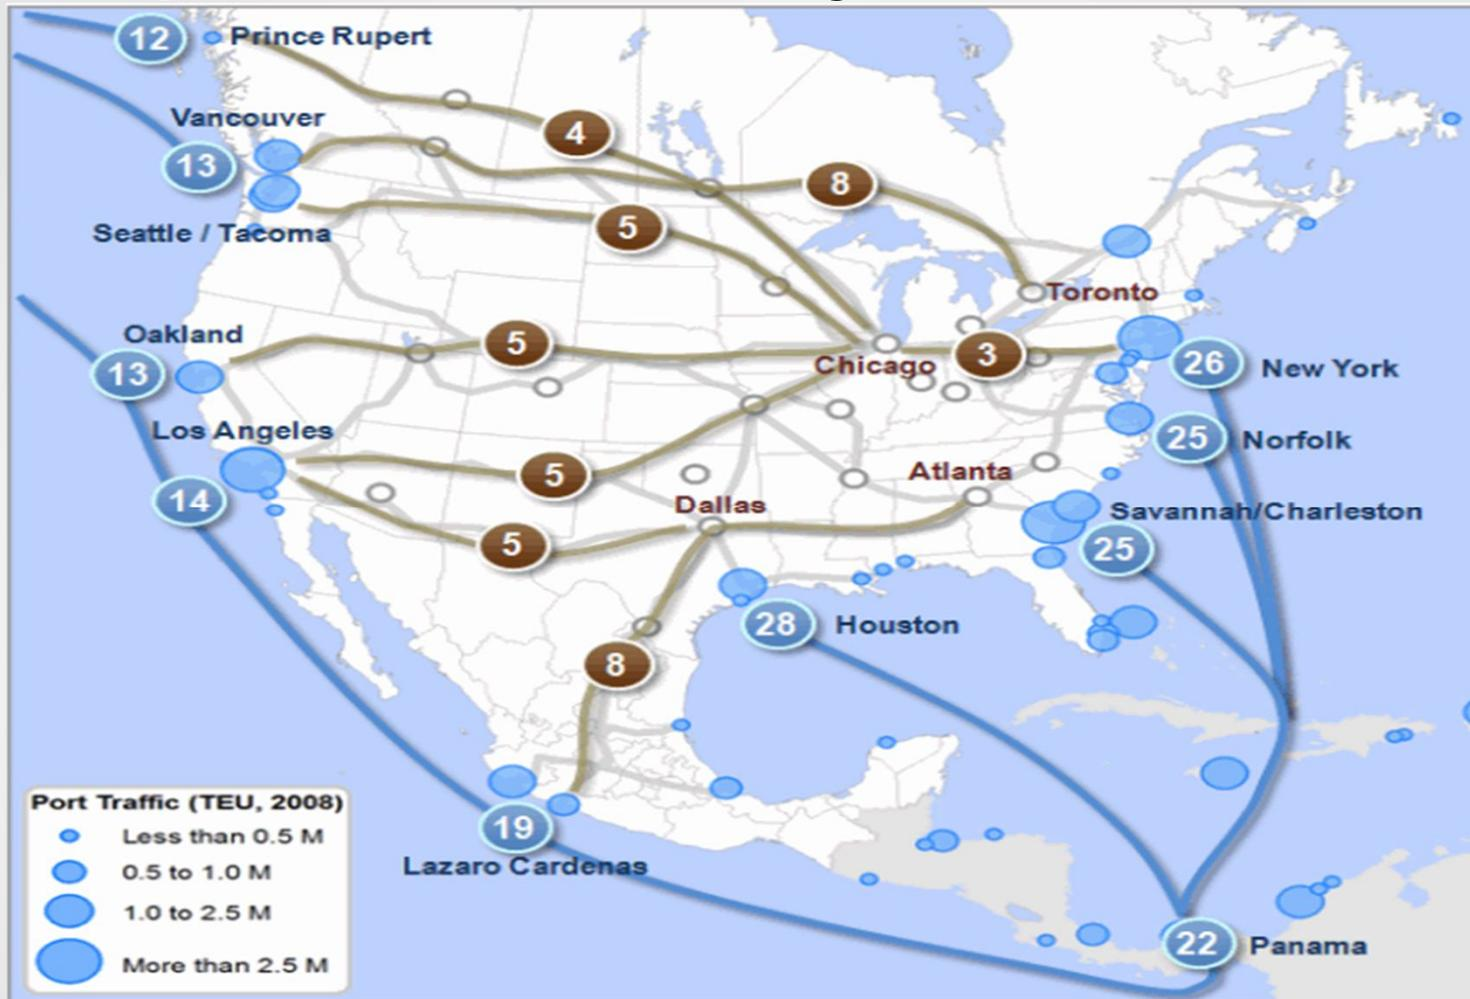 12
Prince Rupert
Vancouver
4
13
8
5
Seattle / Tacoma
Toronto
Oakland
5
3
13
Chicago
26
New York
Los Angeles
25
Norfolk
14
5
Atlanta
Dallas
Savannah/Charleston
5
25
28
Houston
8
Port Traffic (TEU, 2008)
Less than 0.5 M
0.5 to 1.0 M
1.0 to 2.5 M
More than 2.5 M
19
Lazaro Cardenas
22
Panama